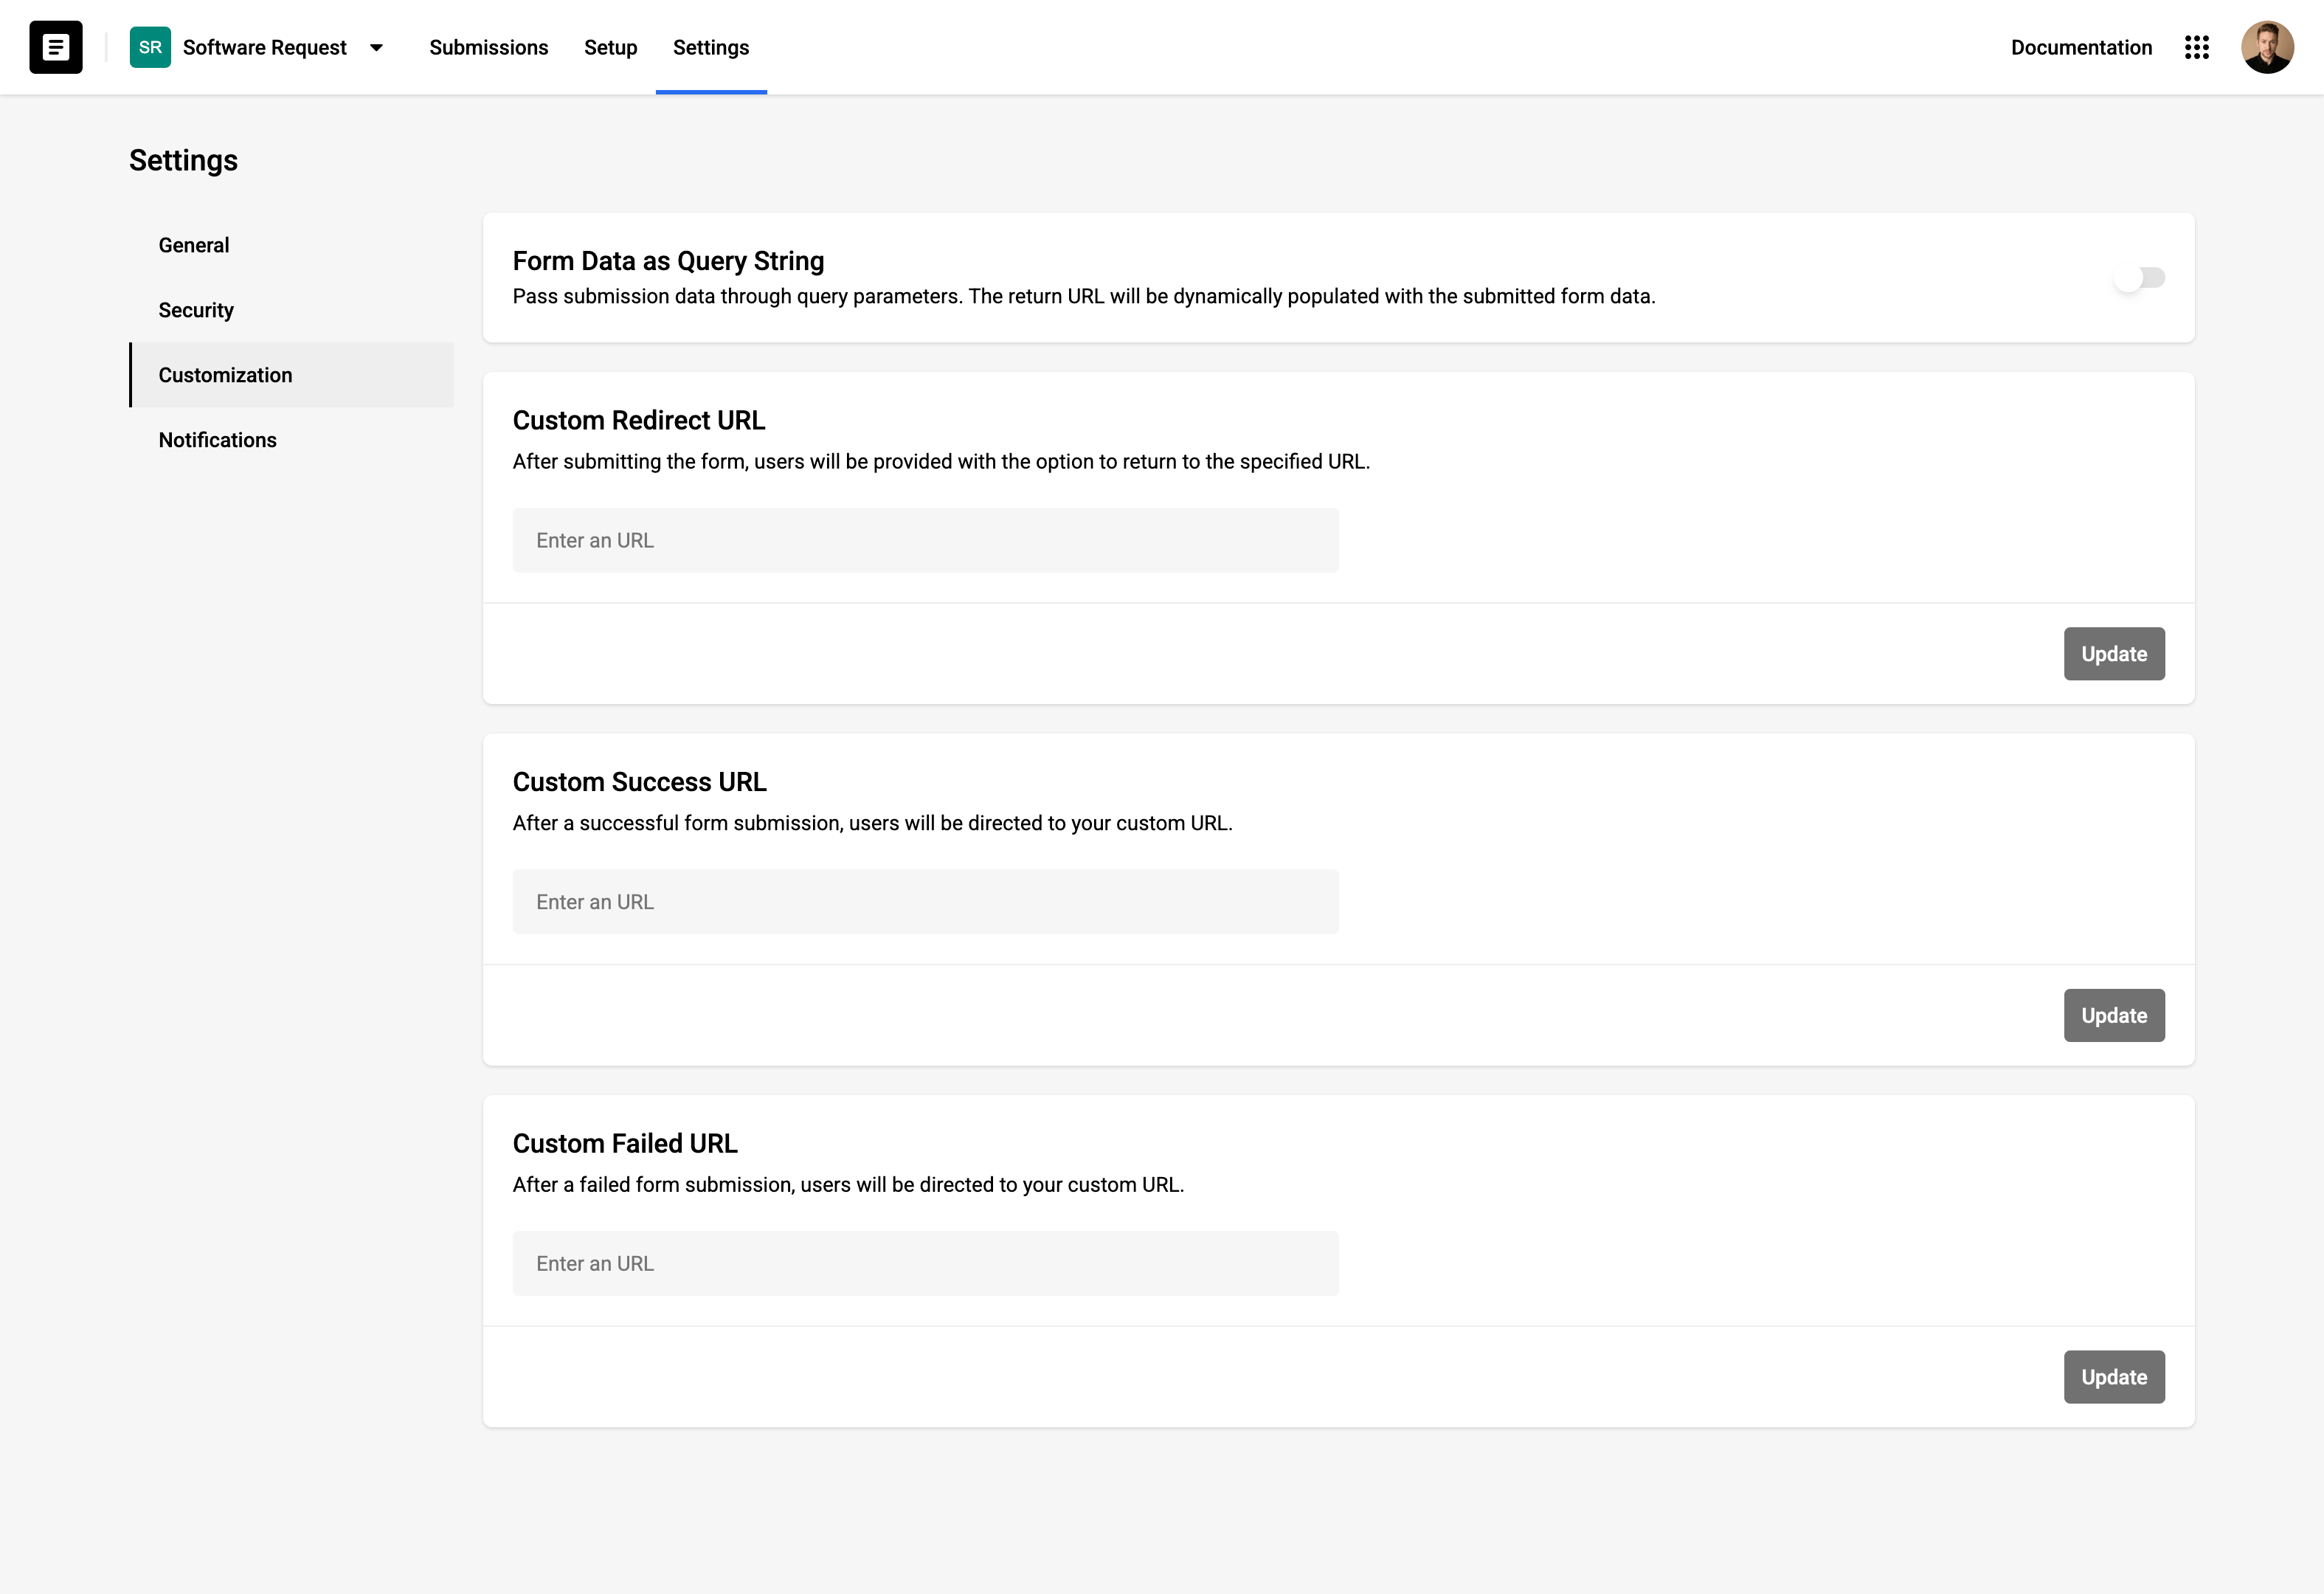 SR Software Request Submissions Setup Settings Documentation
Settings
General
Security
Customization
Notifications
Form Data as Query String
Pass submission data through query parameters. The return URL will be dynamically populated with the submitted form data.
Custom Redirect URL
After submitting the form, users will be provided with the option to return to the specified URL.
Enter an URL
Update
Custom Success URL
After a successful form submission, users will be directed to your custom URL.
Enter an URL
Update
Custom Failed URL
After a failed form submission, users will be directed to your custom URL.
Enter an URL
Update